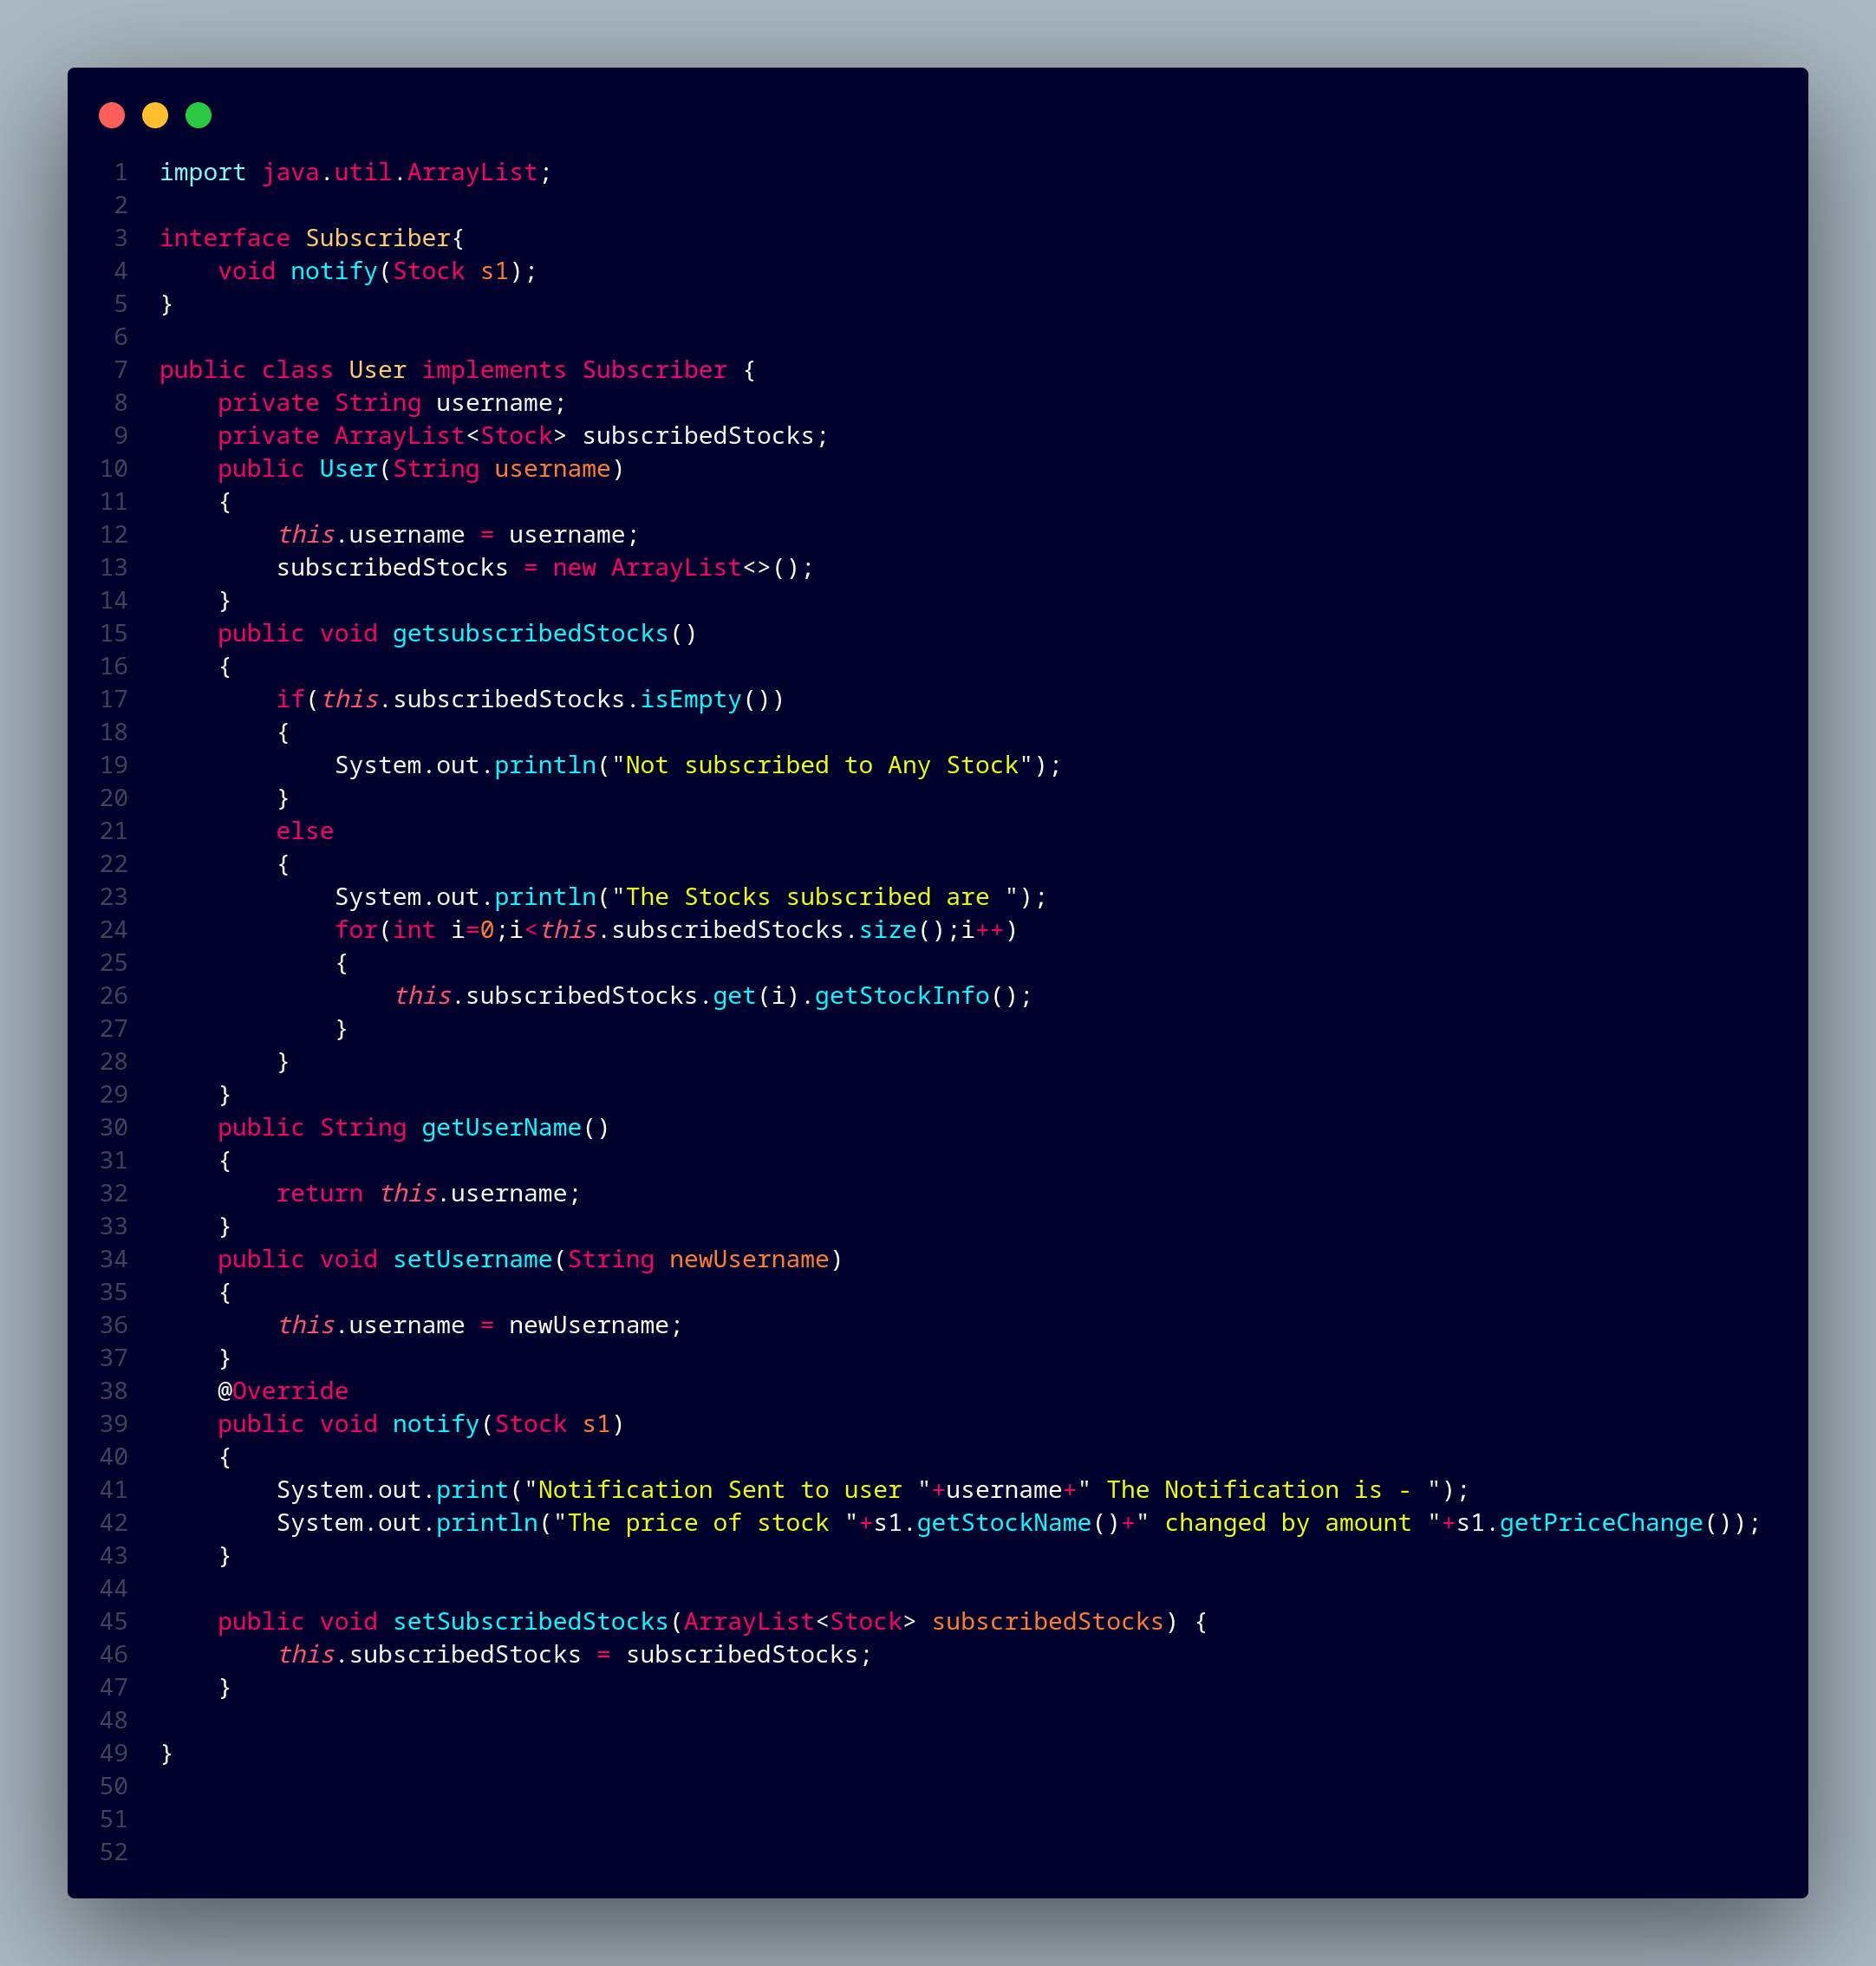 1 import java.util.ArrayList;
2
3 interface Subscriber{
4     void notify(Stock s1);
5 }
6
7 public class User implements Subscriber {
8     private String username;
9     private ArrayList<Stock> subscribedStocks;
10     public User(String username)
11     {
12         this.username = username;
13         subscribedStocks = new ArrayList<>();
14     }
15     public void getsubscribedStocks()
16     {
17         if(this.subscribedStocks.isEmpty())
18         {
19             System.out.println("Not subscribed to Any Stock");
20         }
21         else
22         {
23             System.out.println("The Stocks subscribed are ");
24             for(int i=0;i<this.subscribedStocks.size();i++)
25             {
26                 this.subscribedStocks.get(i).getStockInfo();
27             }
28         }
29     }
30     public String getUserName()
31     {
32         return this.username;
33     }
34     public void setUsername(String newUsername)
35     {
36         this.username = newUsername;
37     }
38     @Override
39     public void notify(Stock s1)
40     {
41         System.out.print("Notification Sent to user "+username+" The Notification is - ");
42         System.out.println("The price of stock "+s1.getStockName()+" changed by amount "+s1.getPriceChange());
43     }
44
45     public void setSubscribedStocks(ArrayList<Stock> subscribedStocks) {
46         this.subscribedStocks = subscribedStocks;
47     }
48
49 }
50
51
52